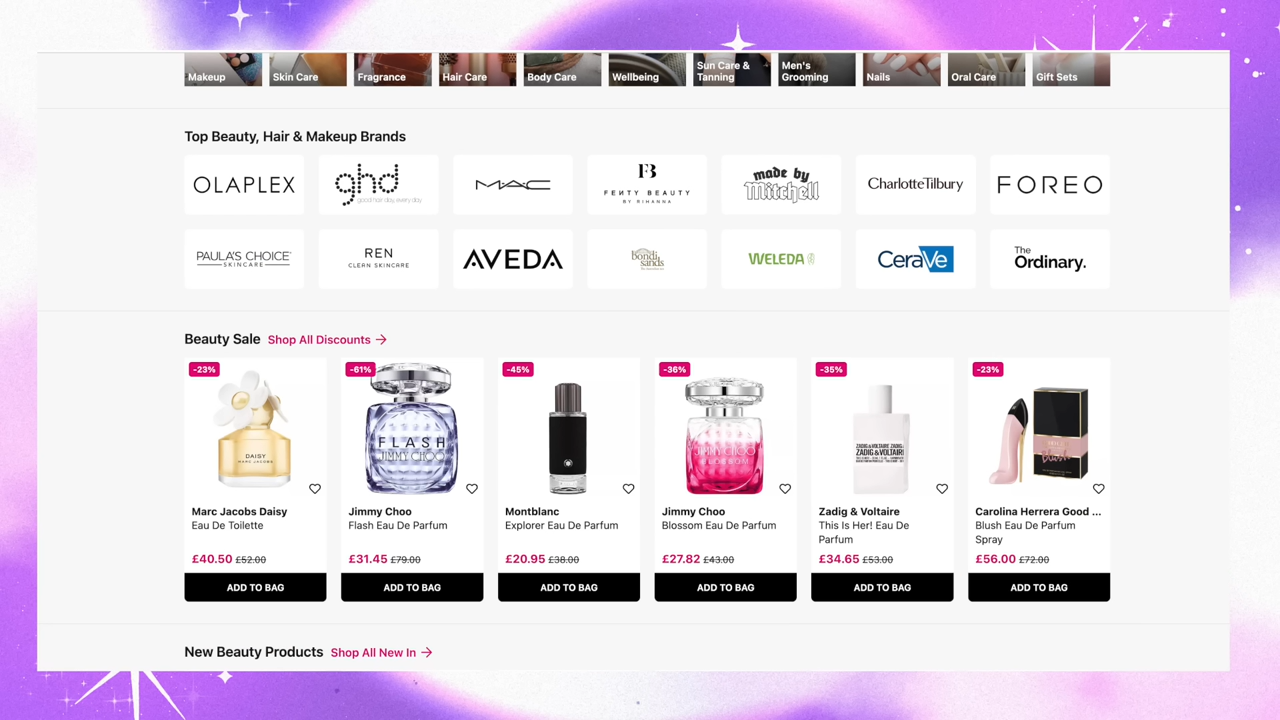 Makeup
Skin Care
Fragrance
Hair Care
Body Care
Wellbeing
Sun Care &
Tanning
Men's
Grooming
Nails
Oral Care
Gift Sets
Top Beauty, Hair & Makeup Brands
OLAPLEX
ghd
good hair day, every day
MAC
FB
FENTY BEAUTY
BY RIHANNA
made by
Mitchell
Charlotte Tilbury
FOREO
PAULA'S CHOICE
SKINCARE
REN
CLEAN SKINCARE
AVEDA
bondi
sands
WELEDA
CeraVe
The
Ordinary.
Beauty Sale Shop All Discounts →
-23%
-61%
-45%
-36%
-35%
-23%
DAISY
MARC JACOBS
FLASH
JIMMY CHOO
JIMMY CHOO
BLOSSOM
ZADIG & VOLTAIRE
Marc Jacobs Daisy
Eau De Toilette
£40.50 £52.00
ADD TO BAG
Jimmy Choo
Flash Eau De Parfum
£31.45 £79.00
ADD TO BAG
Montblanc
Explorer Eau De Parfum
£20.95 £38.00
ADD TO BAG
Jimmy Choo
Blossom Eau De Parfum
£27.82 £43.00
ADD TO BAG
Zadig & Voltaire
This Is Her! Eau De
Parfum
£34.65 £53.00
ADD TO BAG
Carolina Herrera Good ...
Blush Eau De Parfum
Spray
£56.00 £72.00
ADD TO BAG
New Beauty Products Shop All New In →